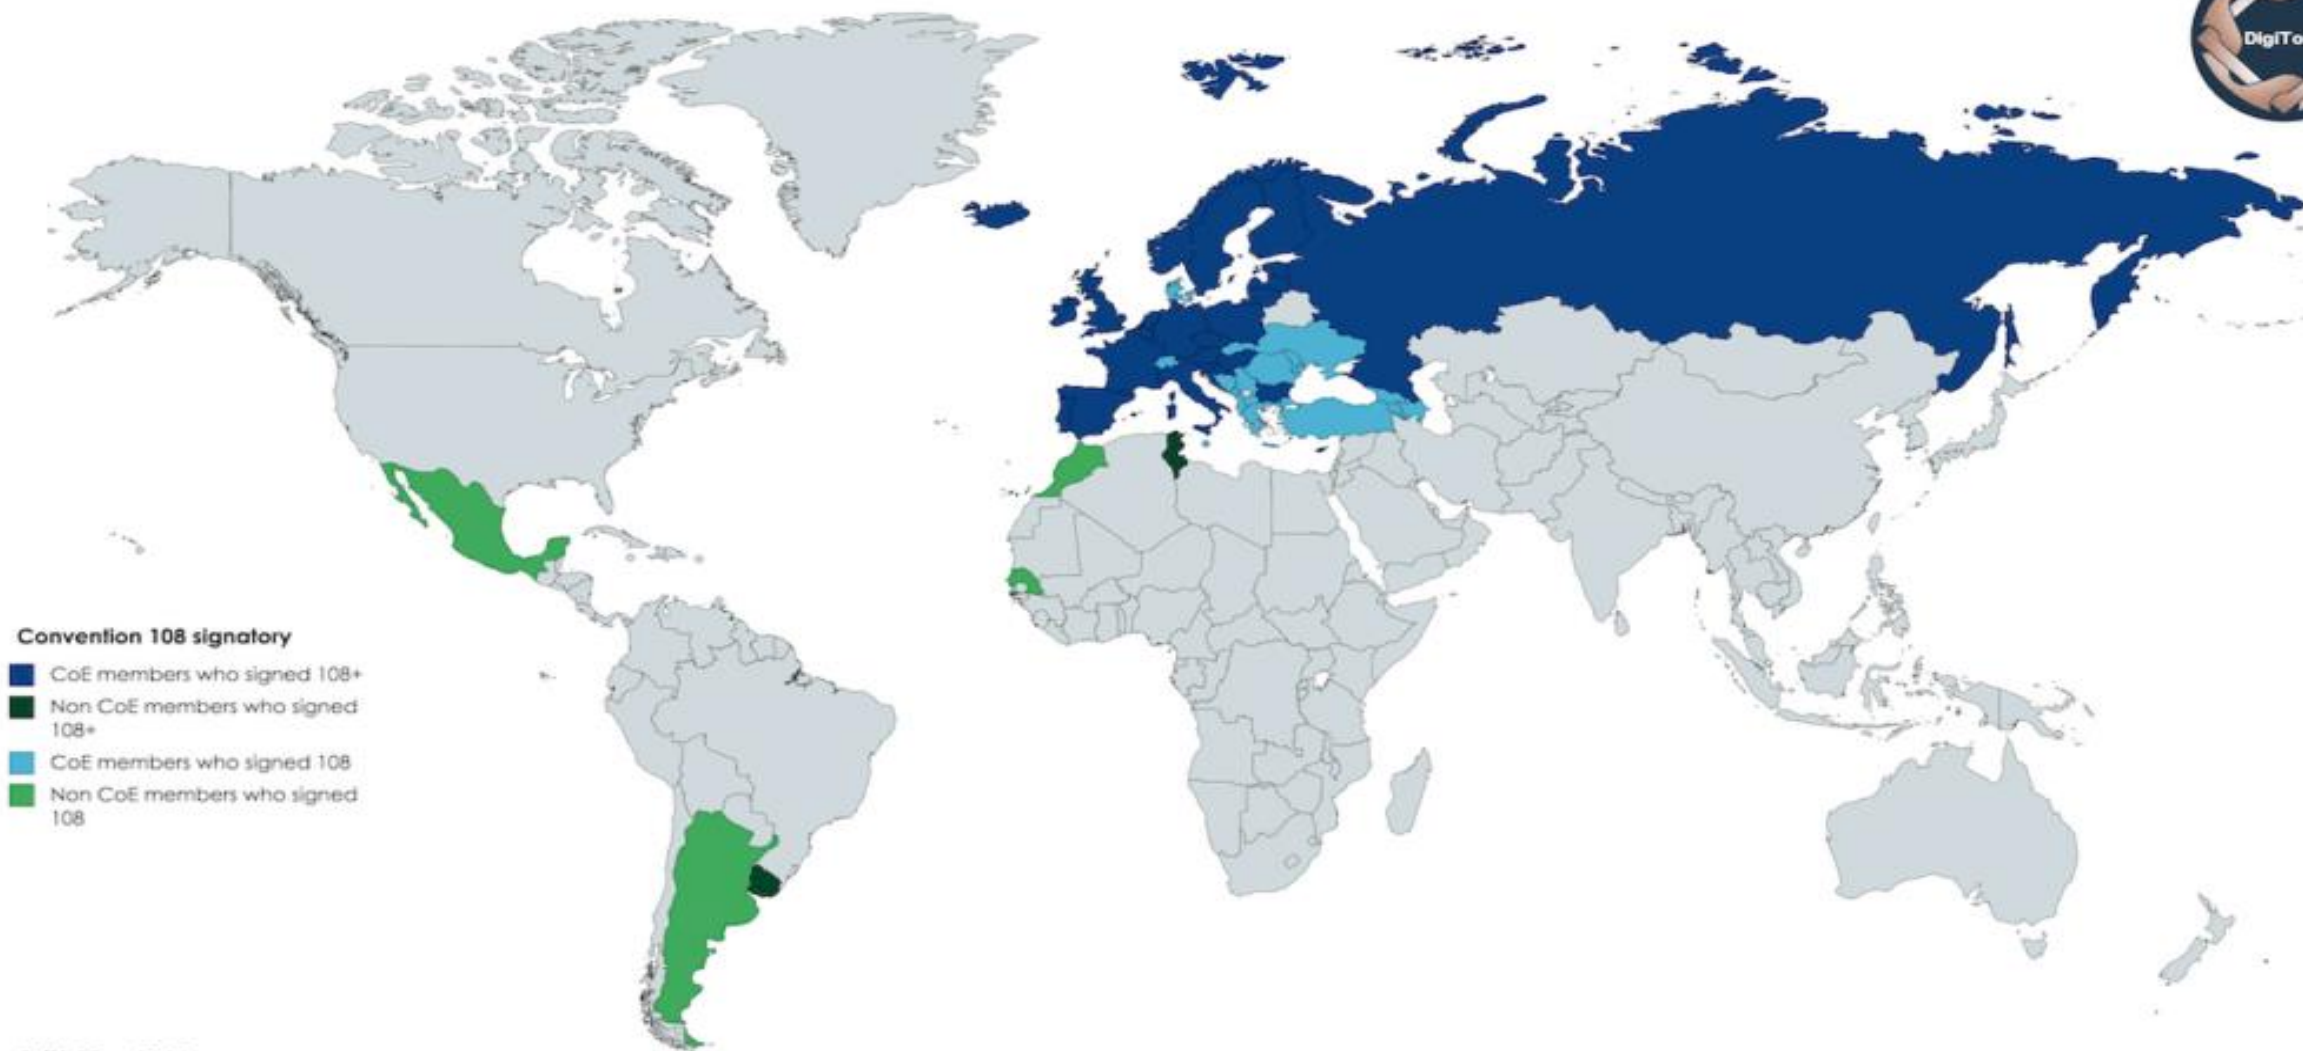 DigiTo
Convention 108 signatory
CoE members who signed 108+
Non CoE members who signed
108+
CoE members who signed 108
Non CoE members who signed
108